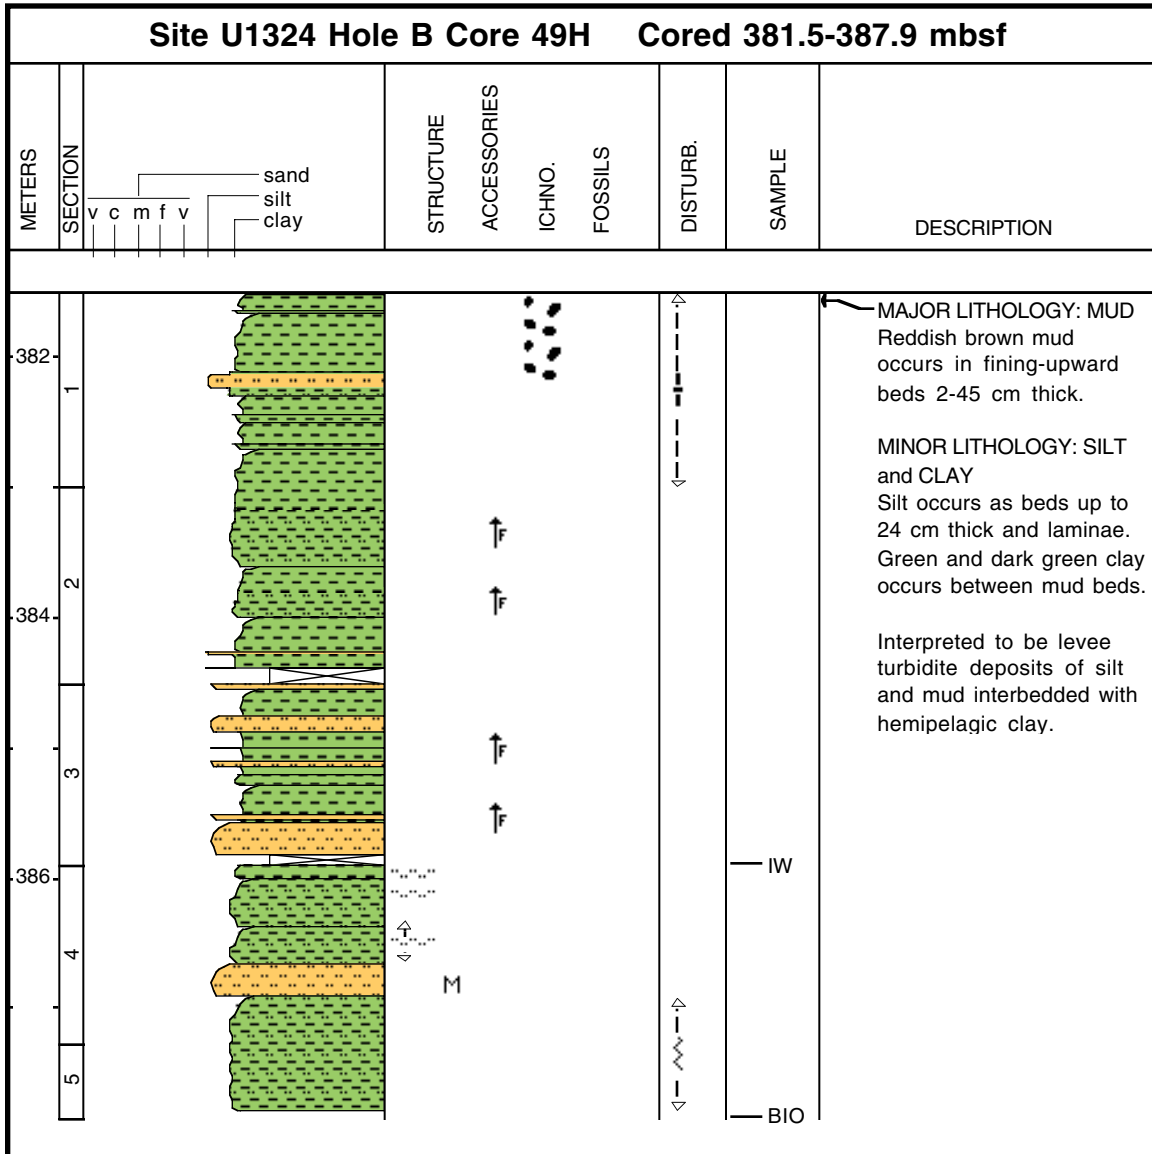 Site U1324 Hole B Core 49H Cored 381.5-387.9 mbsf
METERS
SECTION
sand
silt
clay
v c m f v
STRUCTURE
ACCESSORIES
ICHNO.
FOSSILS
DISTURB.
SAMPLE
DESCRIPTION
MAJOR LITHOLOGY: MUD
Reddish brown mud
occurs in fining-upward
beds 2-45 cm thick.
MINOR LITHOLOGY: SILT
and CLAY
Silt occurs as beds up to
24 cm thick and laminae.
Green and dark green clay
occurs between mud beds.
Interpreted to be levee
turbidite deposits of silt
and mud interbedded with
hemipelagic clay.
382
1
F
2
F
384
F
3
F
IW
386
4
M
5
BIO